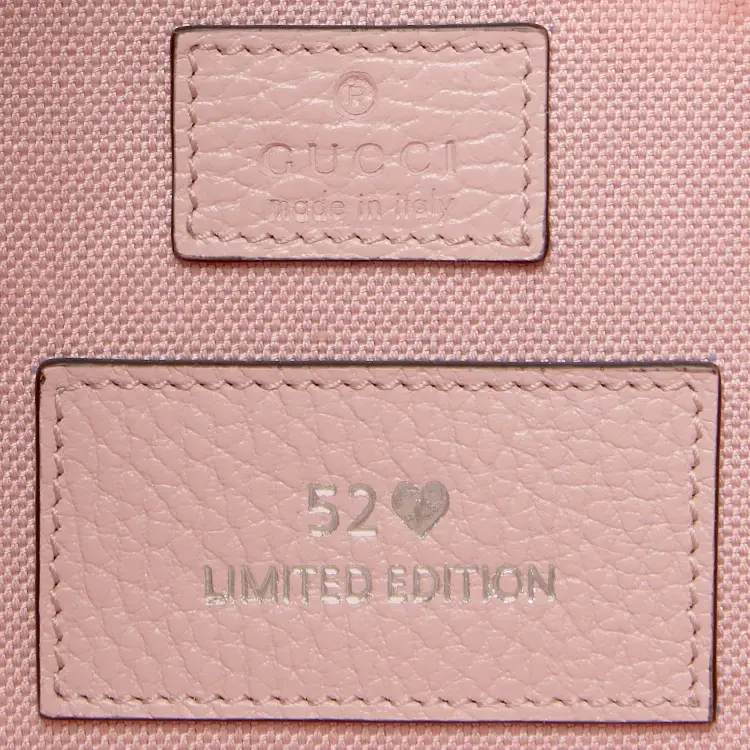 ®
GUCCI
made in italy
52♥
LIMITED EDITION